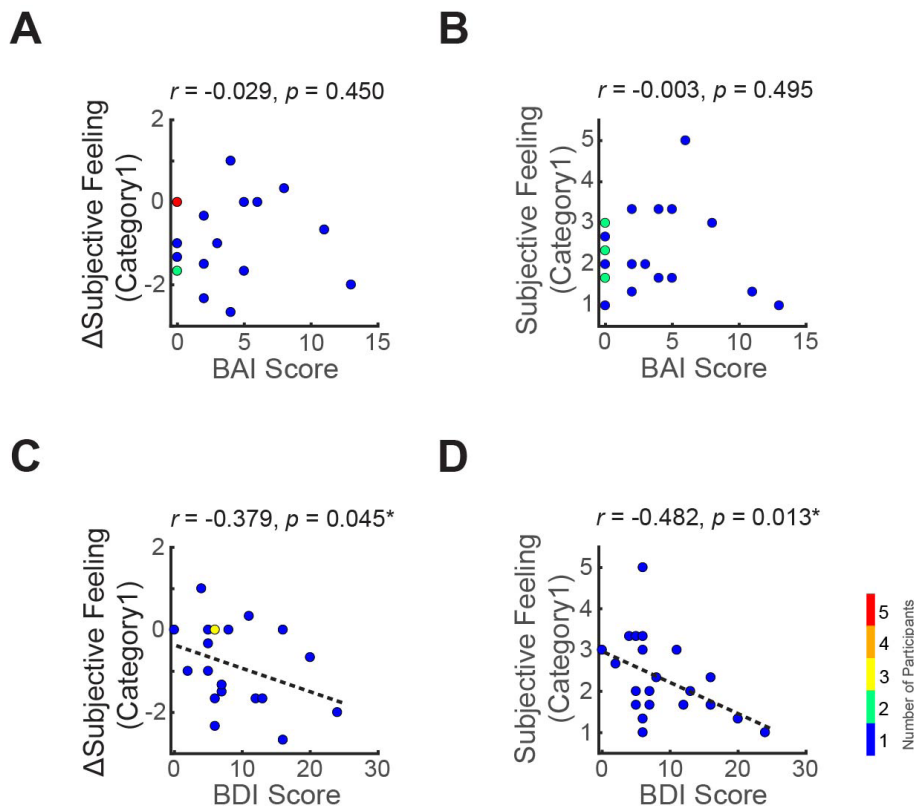 A
r = -0.029, p = 0.450
ΔSubjective Feeling
(Category1)
2
0
-2
0
5
10
15
BAI Score
B
r = -0.003, p = 0.495
Subjective Feeling
(Category1)
5
4
3
2
1
0
5
10
15
BAI Score
C
r = -0.379, p = 0.045*
ΔSubjective Feeling
(Category1)
2
0
-2
0
10
20
30
BDI Score
D
r = -0.482, p = 0.013*
Subjective Feeling
(Category1)
5
4
3
2
1
0
10
20
30
BDI Score
5
4
3
2
1
Number of Participants